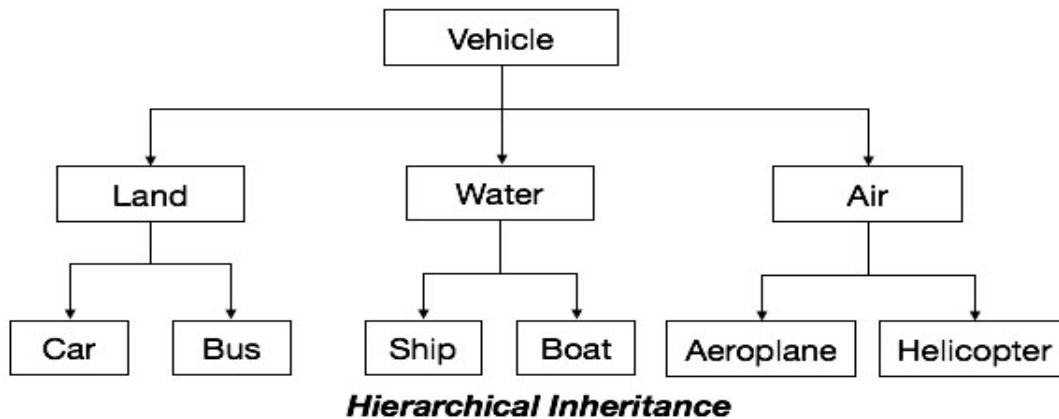 Vehicle
Land Water Air
Car Bus Ship Boat Aeroplane Helicopter
Hierarchical Inheritance